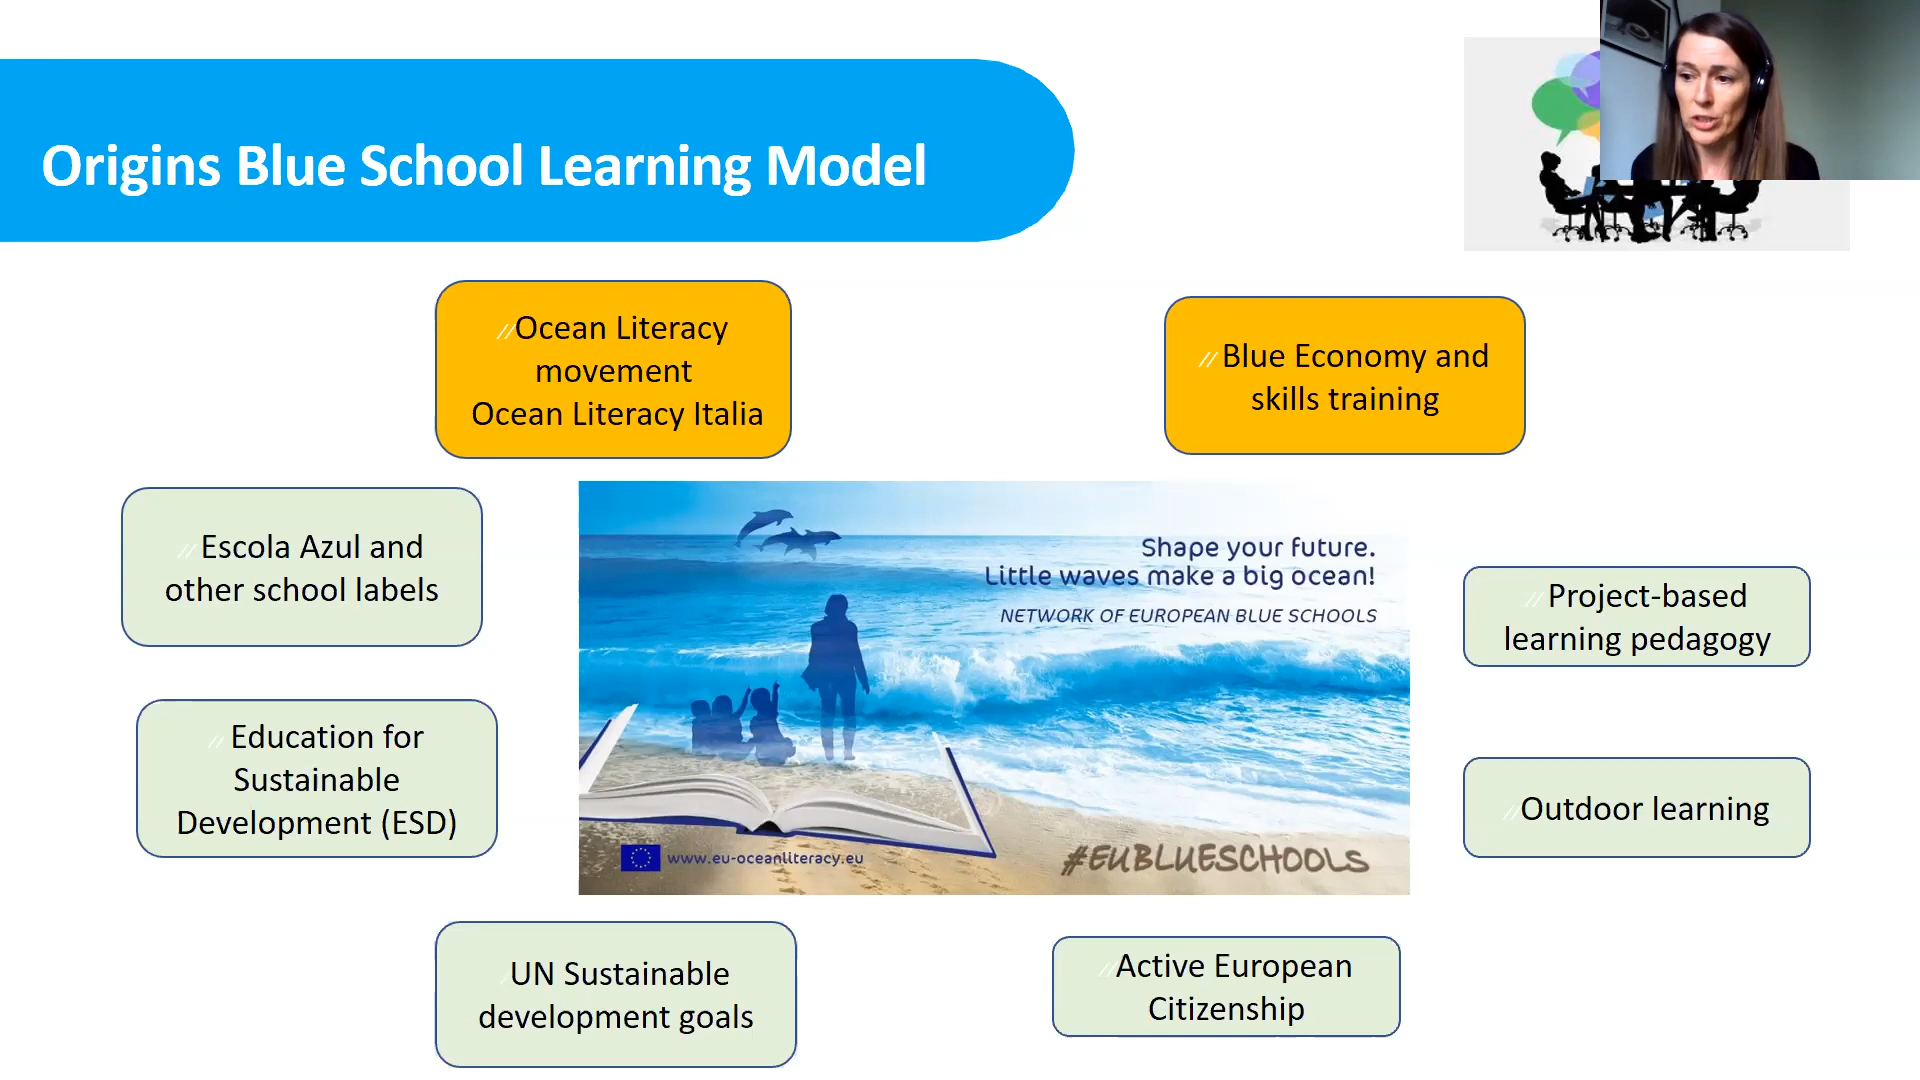 Origins Blue School Learning Model
//Ocean Literacy
movement
Ocean Literacy Italia
// Blue Economy and
skills training
// Escola Azul and
other school labels
Shape your future.
Little waves make a big ocean!
NETWORK OF EUROPEAN BLUE SCHOOLS
// Project-based
learning pedagogy
// Education for
Sustainable
Development (ESD)
//Outdoor learning
www.eu-oceanliteracy.eu
#EUBLUESCHOOLS
//UN Sustainable
development goals
//Active European
Citizenship